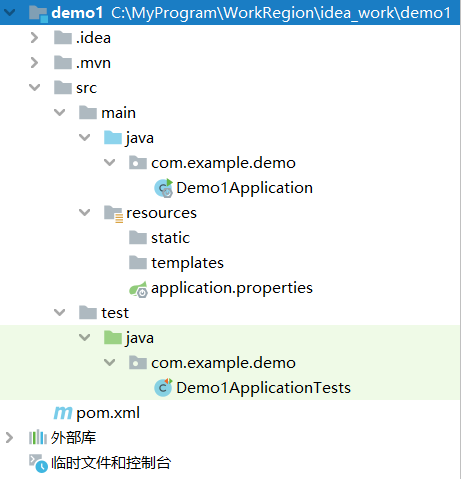 demo1 C:\MyProgram\WorkRegion\idea_work\demo1
.idea
.mvn
src
main
java
com.example.demo
Demo1Application
resources
static
templates
application.properties
test
java
com.example.demo
Demo1ApplicationTests
pom.xml
外部库
临时文件和控制台